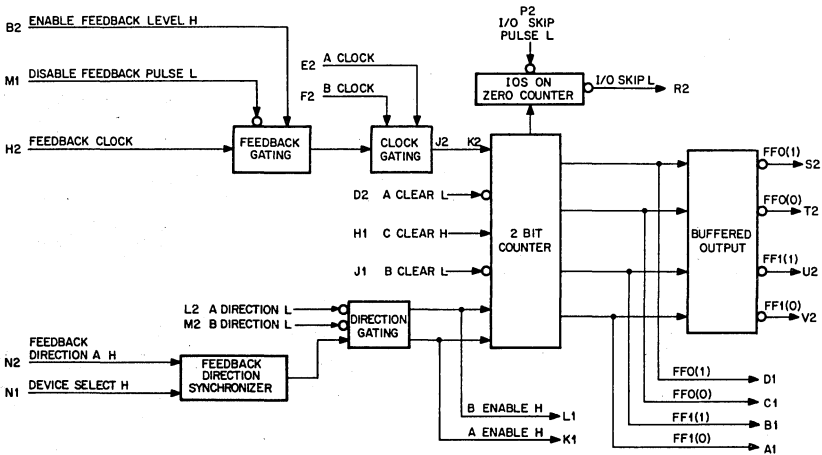 P2
I/O SKIP
PULSE L
B2 ENABLE FEEDBACK LEVEL H
M1 DISABLE FEEDBACK PULSE L
E2 A CLOCK
F2 B CLOCK
IOS ON
ZERO COUNTER
I/O SKIP L
R2
H2 FEEDBACK CLOCK
FEEDBACK
GATING
CLOCK
GATING
J2
K2
D2 A CLEAR L
H1 C CLEAR H
J1 B CLEAR L
2 BIT
COUNTER
BUFFERED
OUTPUT
FF0(1)
S2
FF0(0)
T2
FF1(1)
U2
FF1(0)
V2
L2 A DIRECTION L
M2 B DIRECTION L
DIRECTION
GATING
N2 FEEDBACK
DIRECTION A H
N1 DEVICE SELECT H
FEEDBACK
DIRECTION
SYNCHRONIZER
B ENABLE H
L1
A ENABLE H
K1
FF0(1)
D1
FF0(0)
C1
FF1(1)
B1
FF1(0)
A1